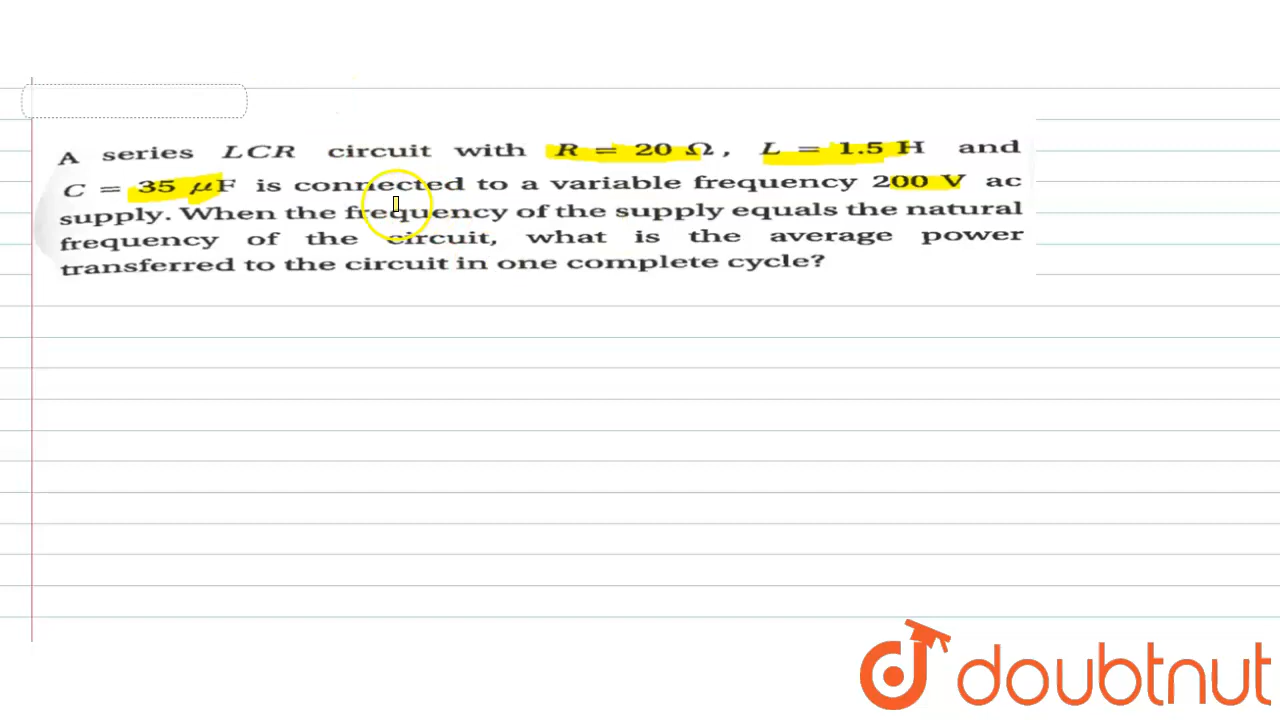 A series LCR circuit with R = 20 Ω, L = 1.5 H and
C = 35 μF is connected to a variable frequency 200 V ac
supply. When the frequency of the supply equals the natural
frequency of the circuit, what is the average power
transferred to the circuit in one complete cycle?
doubtnut